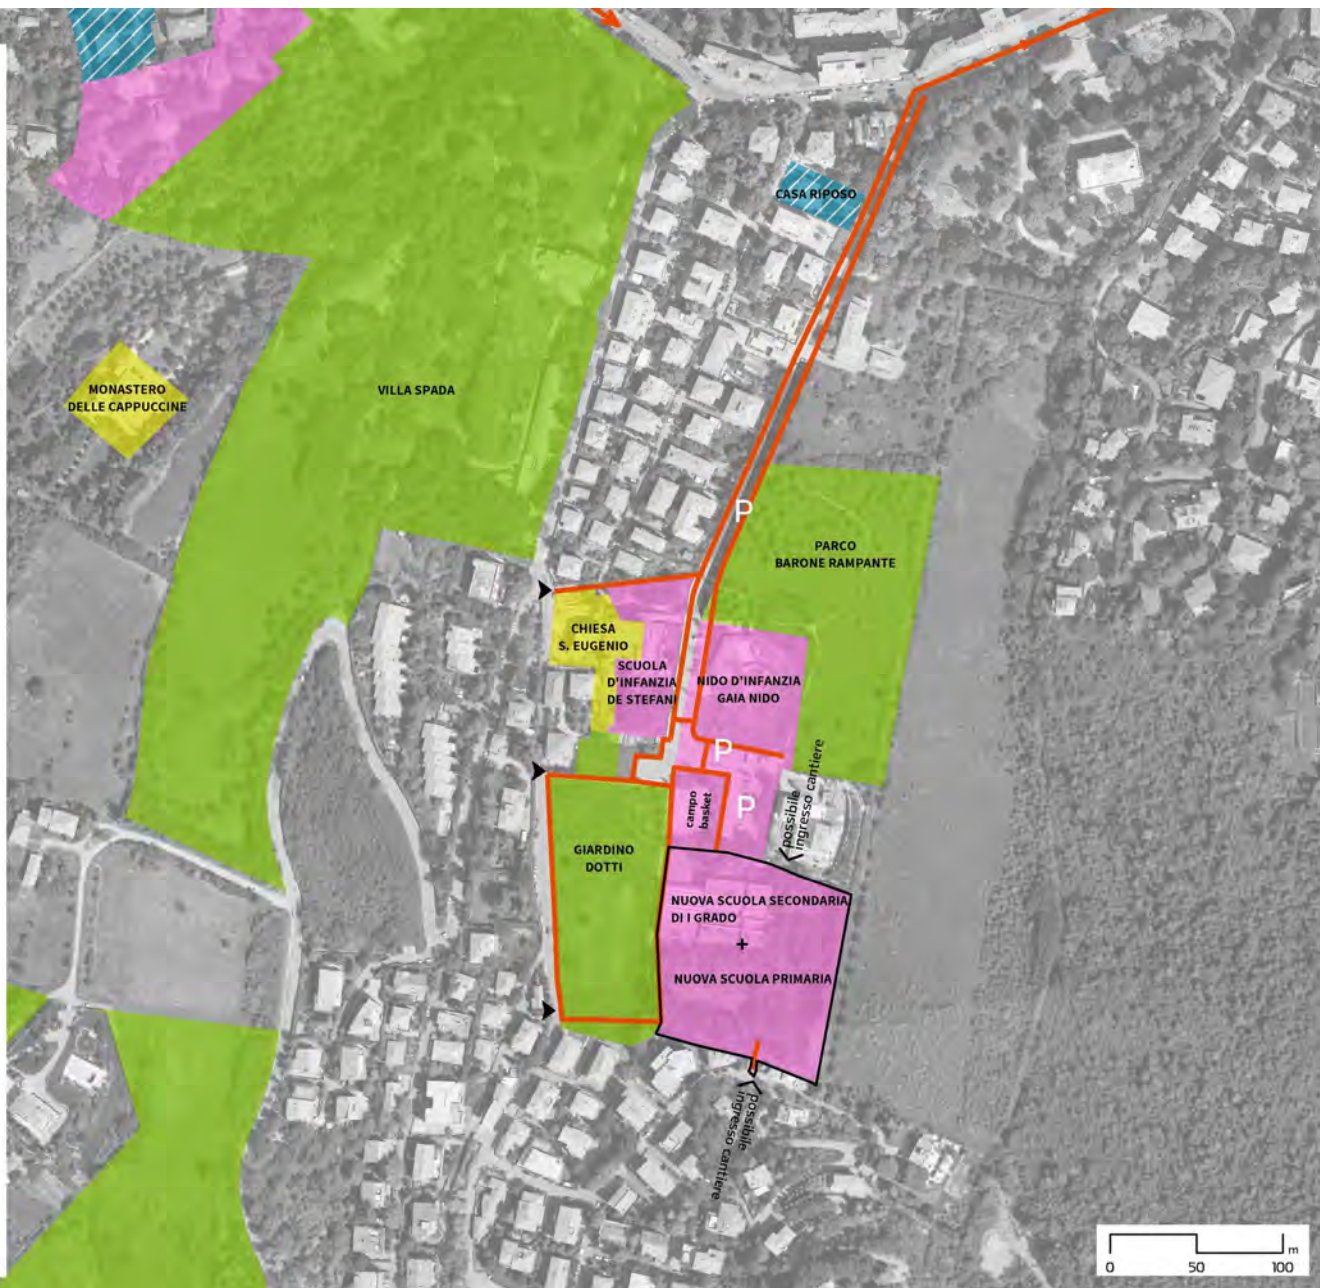 CASA RIPOSO
MONASTERO
DELLE CAPPUCCINE
VILLA SPADA
P
PARCO
BARONE RAMPANTE
CHIESA
S. EUGENIO
SCUOLA
D'INFANZIA
DE STEFANI
NIDO D'INFANZIA
GAIA NIDO
P
P
campo
basket
possibile
ingresso cantiere
GIARDINO
DOTTI
NUOVA SCUOLA SECONDARIA
DI I GRADO
+
NUOVA SCUOLA PRIMARIA
possibile
ingresso cantiere
m
0 50 100